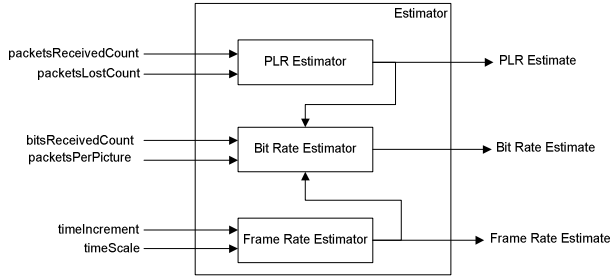 Estimator
packetsReceivedCount
packetsLostCount
PLR Estimator
PLR Estimate
bitsReceivedCount
packetsPerPicture
Bit Rate Estimator
Bit Rate Estimate
timeIncrement
timeScale
Frame Rate Estimator
Frame Rate Estimate